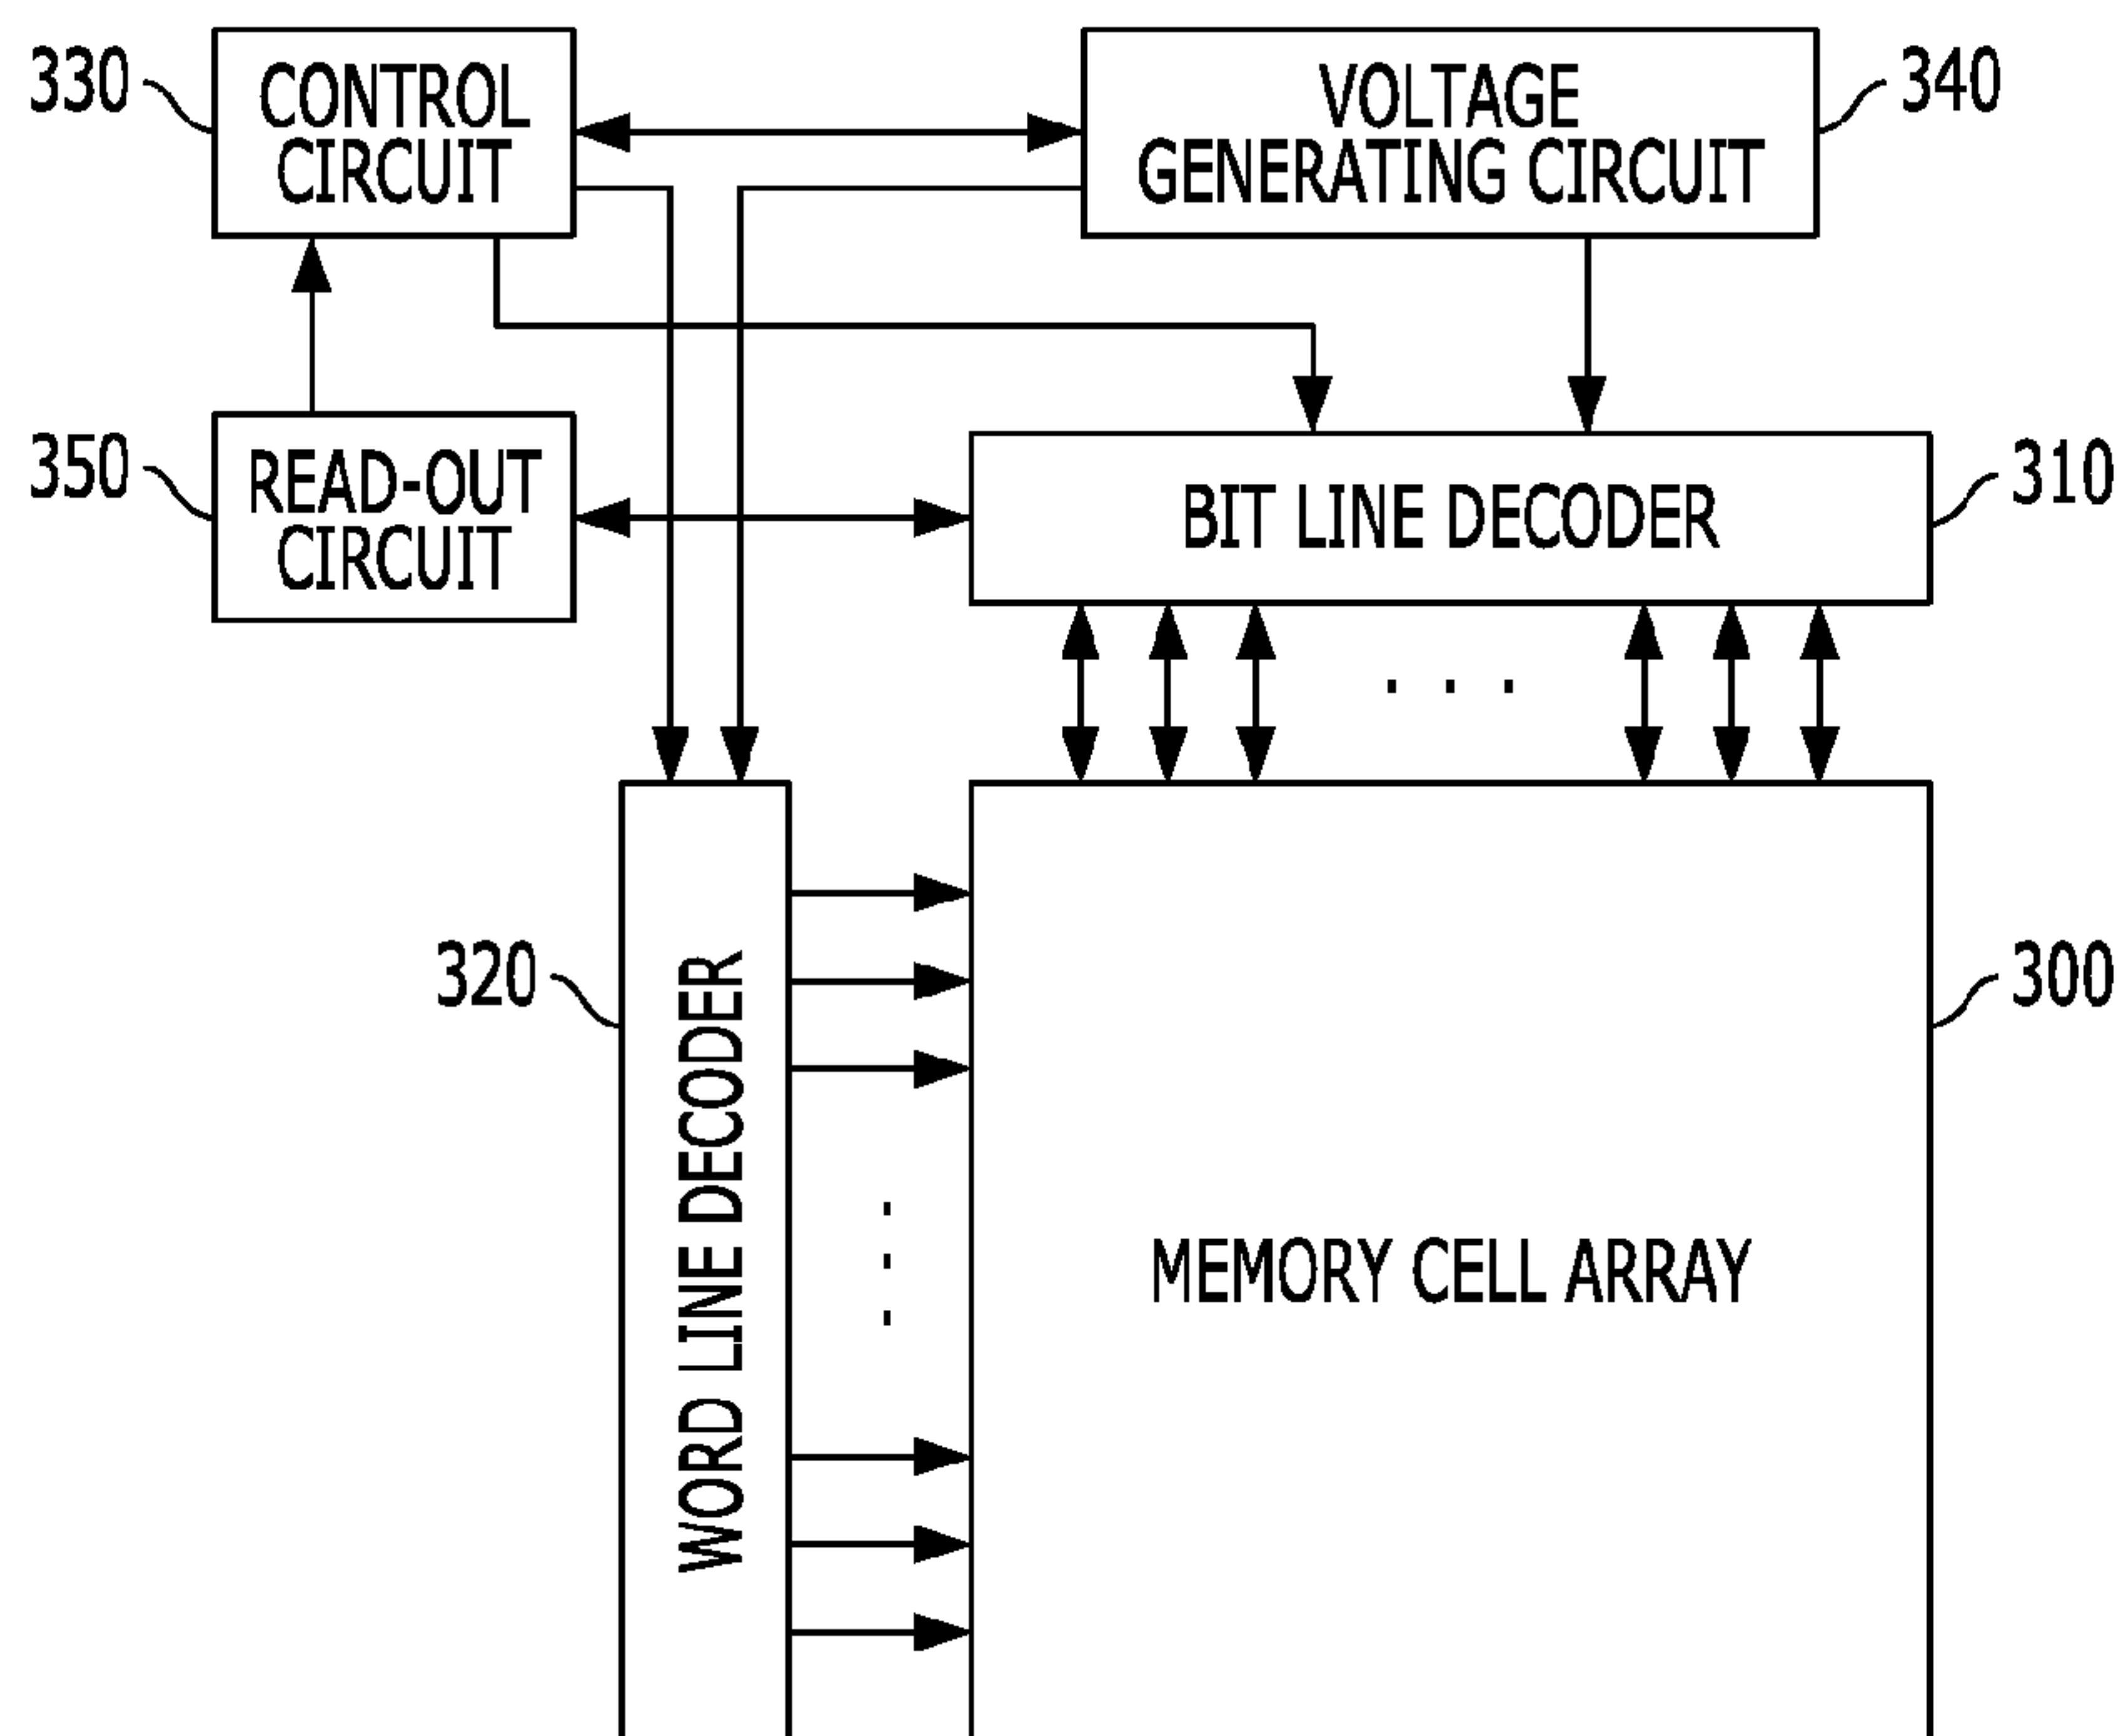 330
CONTROL
CIRCUIT
VOLTAGE
GENERATING CIRCUIT
340
350
READ-OUT
CIRCUIT
BIT LINE DECODER
310
. . .
320
WORD LINE DECODER
. . .
MEMORY CELL ARRAY
300